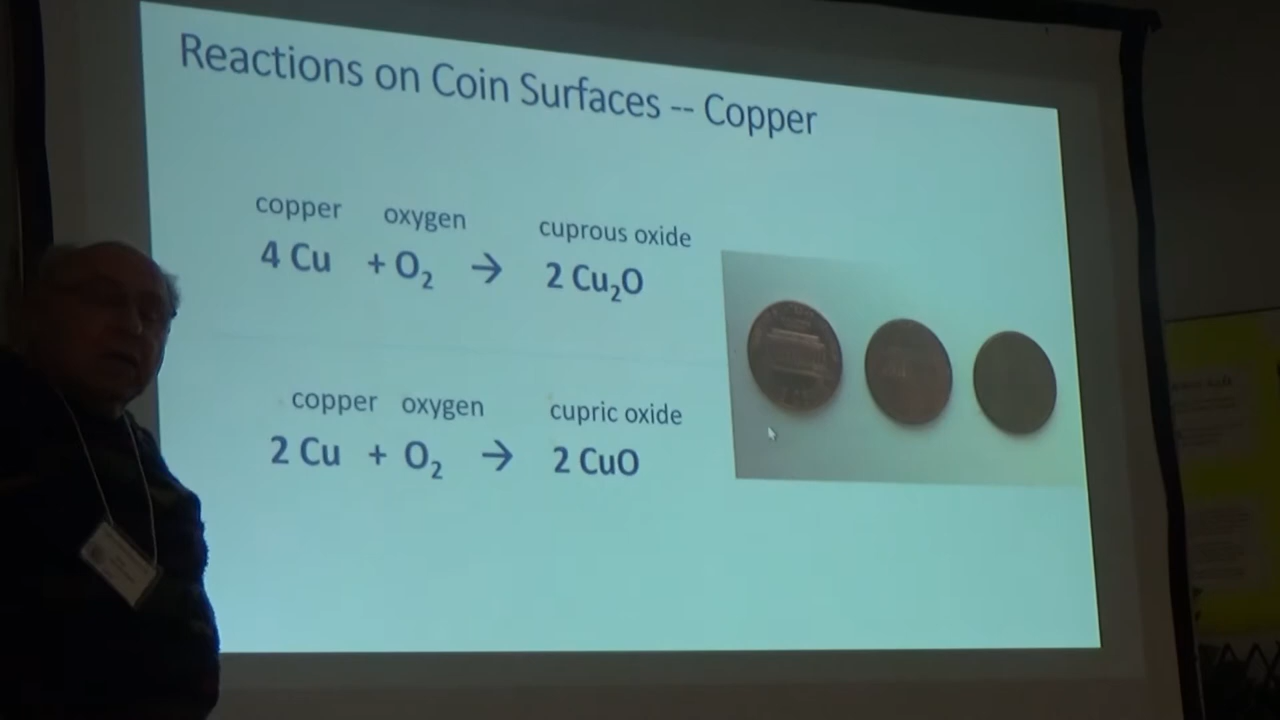 Reactions on Coin Surfaces -- Copper
copper oxygen cuprous oxide
4 Cu + O₂ → 2 Cu₂O
copper oxygen cupric oxide
2 Cu + O₂ → 2 CuO